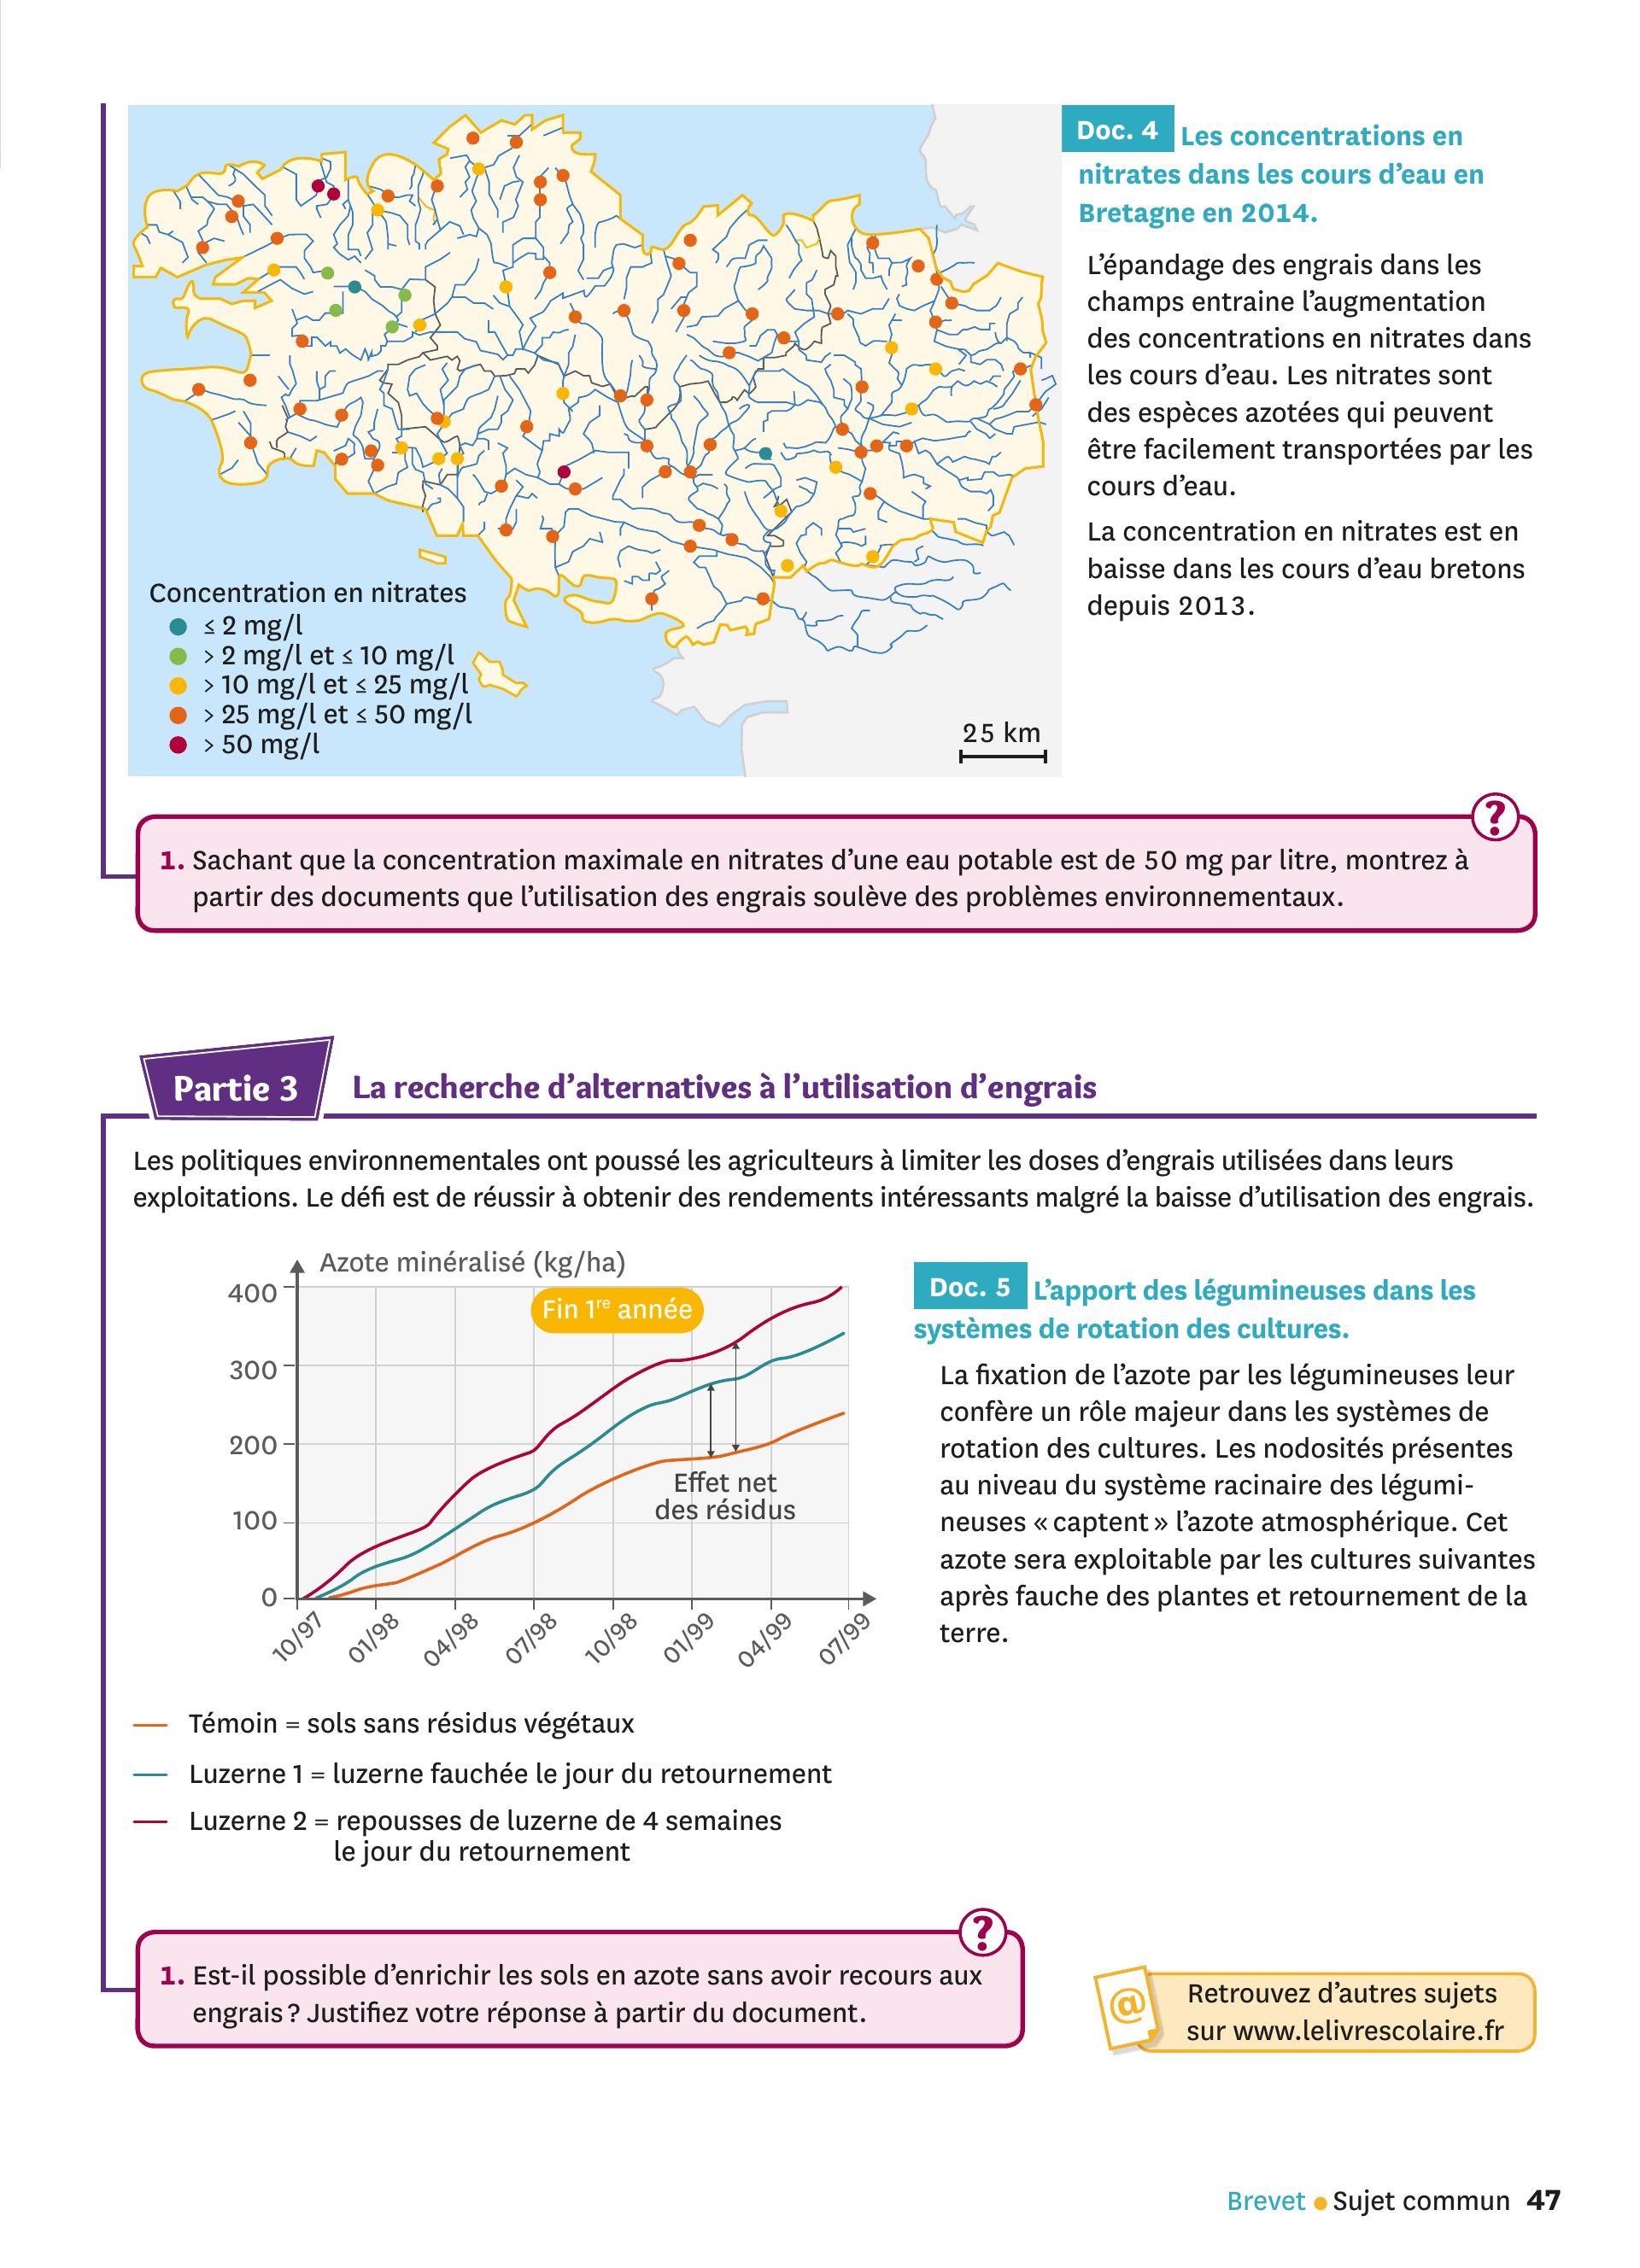 Doc. 4 Les concentrations en
nitrates dans les cours d’eau en
Bretagne en 2014.
L’épandage des engrais dans les
champs entraine l’augmentation
des concentrations en nitrates dans
les cours d’eau. Les nitrates sont
des espèces azotées qui peuvent
être facilement transportées par les
cours d’eau.
La concentration en nitrates est en
baisse dans les cours d’eau bretons
depuis 2013.
Concentration en nitrates
≤ 2 mg/l
> 2 mg/l et ≤ 10 mg/l
> 10 mg/l et ≤ 25 mg/l
> 25 mg/l et ≤ 50 mg/l
> 50 mg/l
25 km
?
1. Sachant que la concentration maximale en nitrates d’une eau potable est de 50 mg par litre, montrez à
partir des documents que l’utilisation des engrais soulève des problèmes environnementaux.
Partie 3 La recherche d’alternatives à l’utilisation d’engrais
Les politiques environnementales ont poussé les agriculteurs à limiter les doses d’engrais utilisées dans leurs
exploitations. Le défi est de réussir à obtenir des rendements intéressants malgré la baisse d’utilisation des engrais.
Azote minéralisé (kg/ha)
400
300
200
100
0
Fin 1re année
Effet net
des résidus
10/97 01/98 04/98 07/98 10/98 01/99 04/99 07/99
Témoin = sols sans résidus végétaux
Luzerne 1 = luzerne fauchée le jour du retournement
Luzerne 2 = repousses de luzerne de 4 semaines
le jour du retournement
Doc. 5 L’apport des légumineuses dans les
systèmes de rotation des cultures.
La fixation de l’azote par les légumineuses leur
confère un rôle majeur dans les systèmes de
rotation des cultures. Les nodosités présentes
au niveau du système racinaire des légumi-
neuses « captent » l’azote atmosphérique. Cet
azote sera exploitable par les cultures suivantes
après fauche des plantes et retournement de la
terre.
?
1. Est-il possible d’enrichir les sols en azote sans avoir recours aux
engrais ? Justifiez votre réponse à partir du document.
@
Retrouvez d’autres sujets
sur www.lelivrescolaire.fr
Brevet • Sujet commun 47